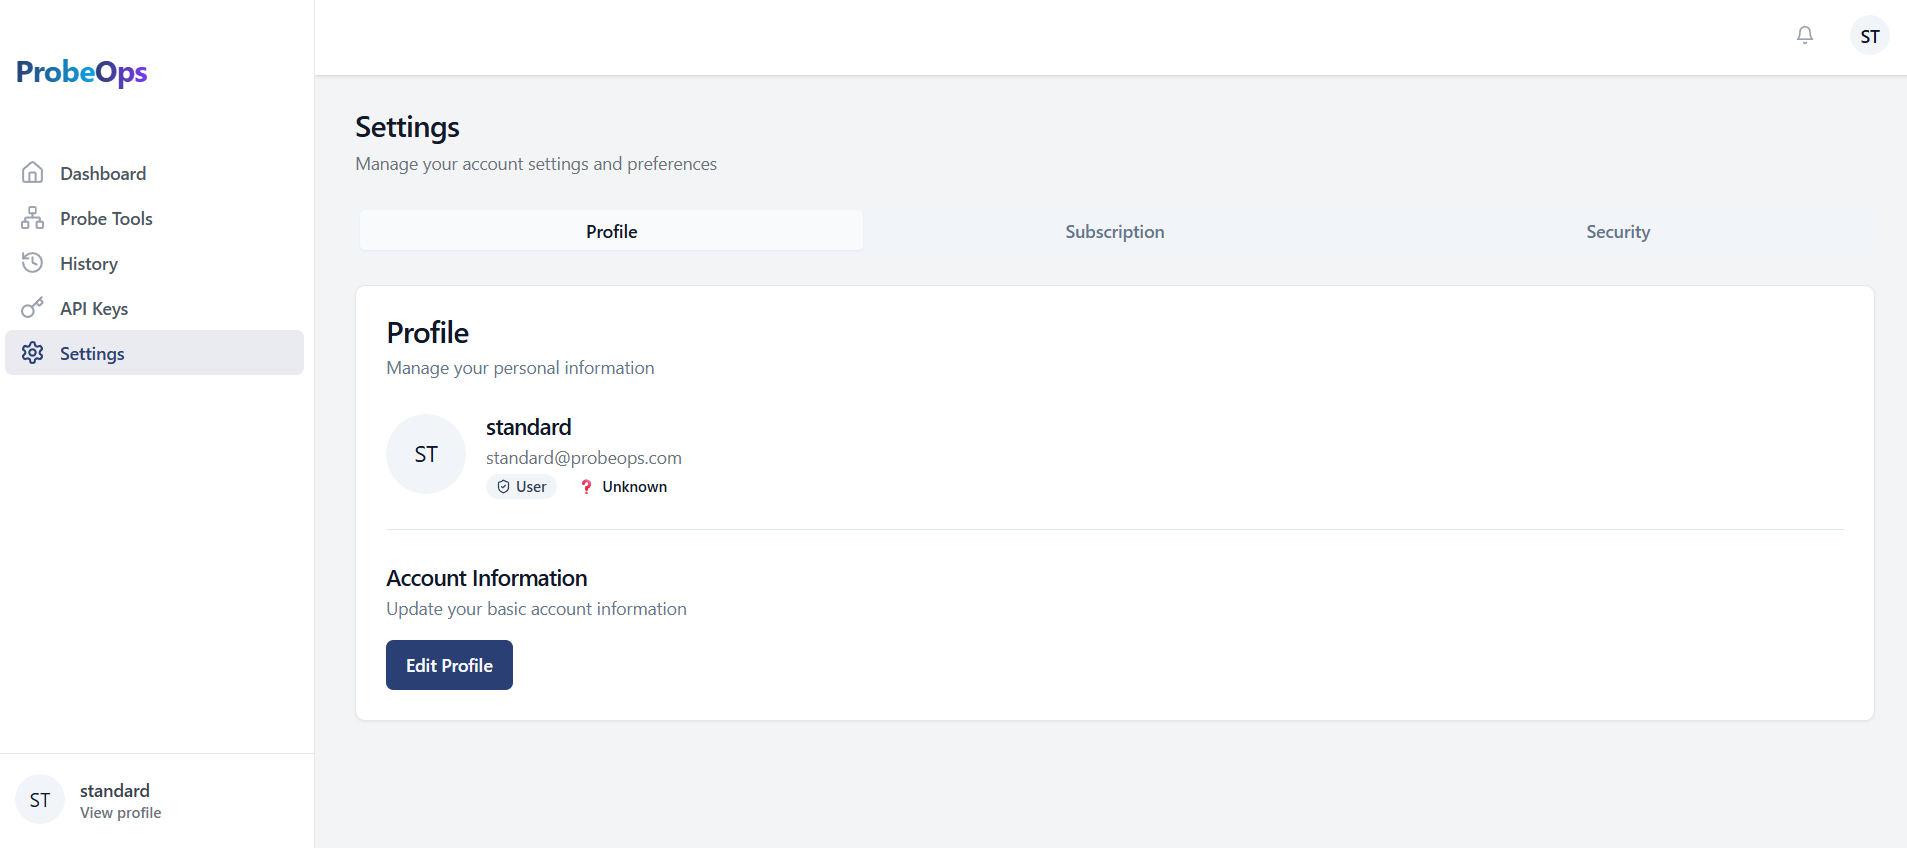 ProbeOps
Dashboard
Probe Tools
History
API Keys
Settings
standard
View profile
ST
ST
Settings
Manage your account settings and preferences
Profile
Subscription
Security
Profile
Manage your personal information
ST
standard
standard@probeops.com
User
❓ Unknown
Account Information
Update your basic account information
Edit Profile